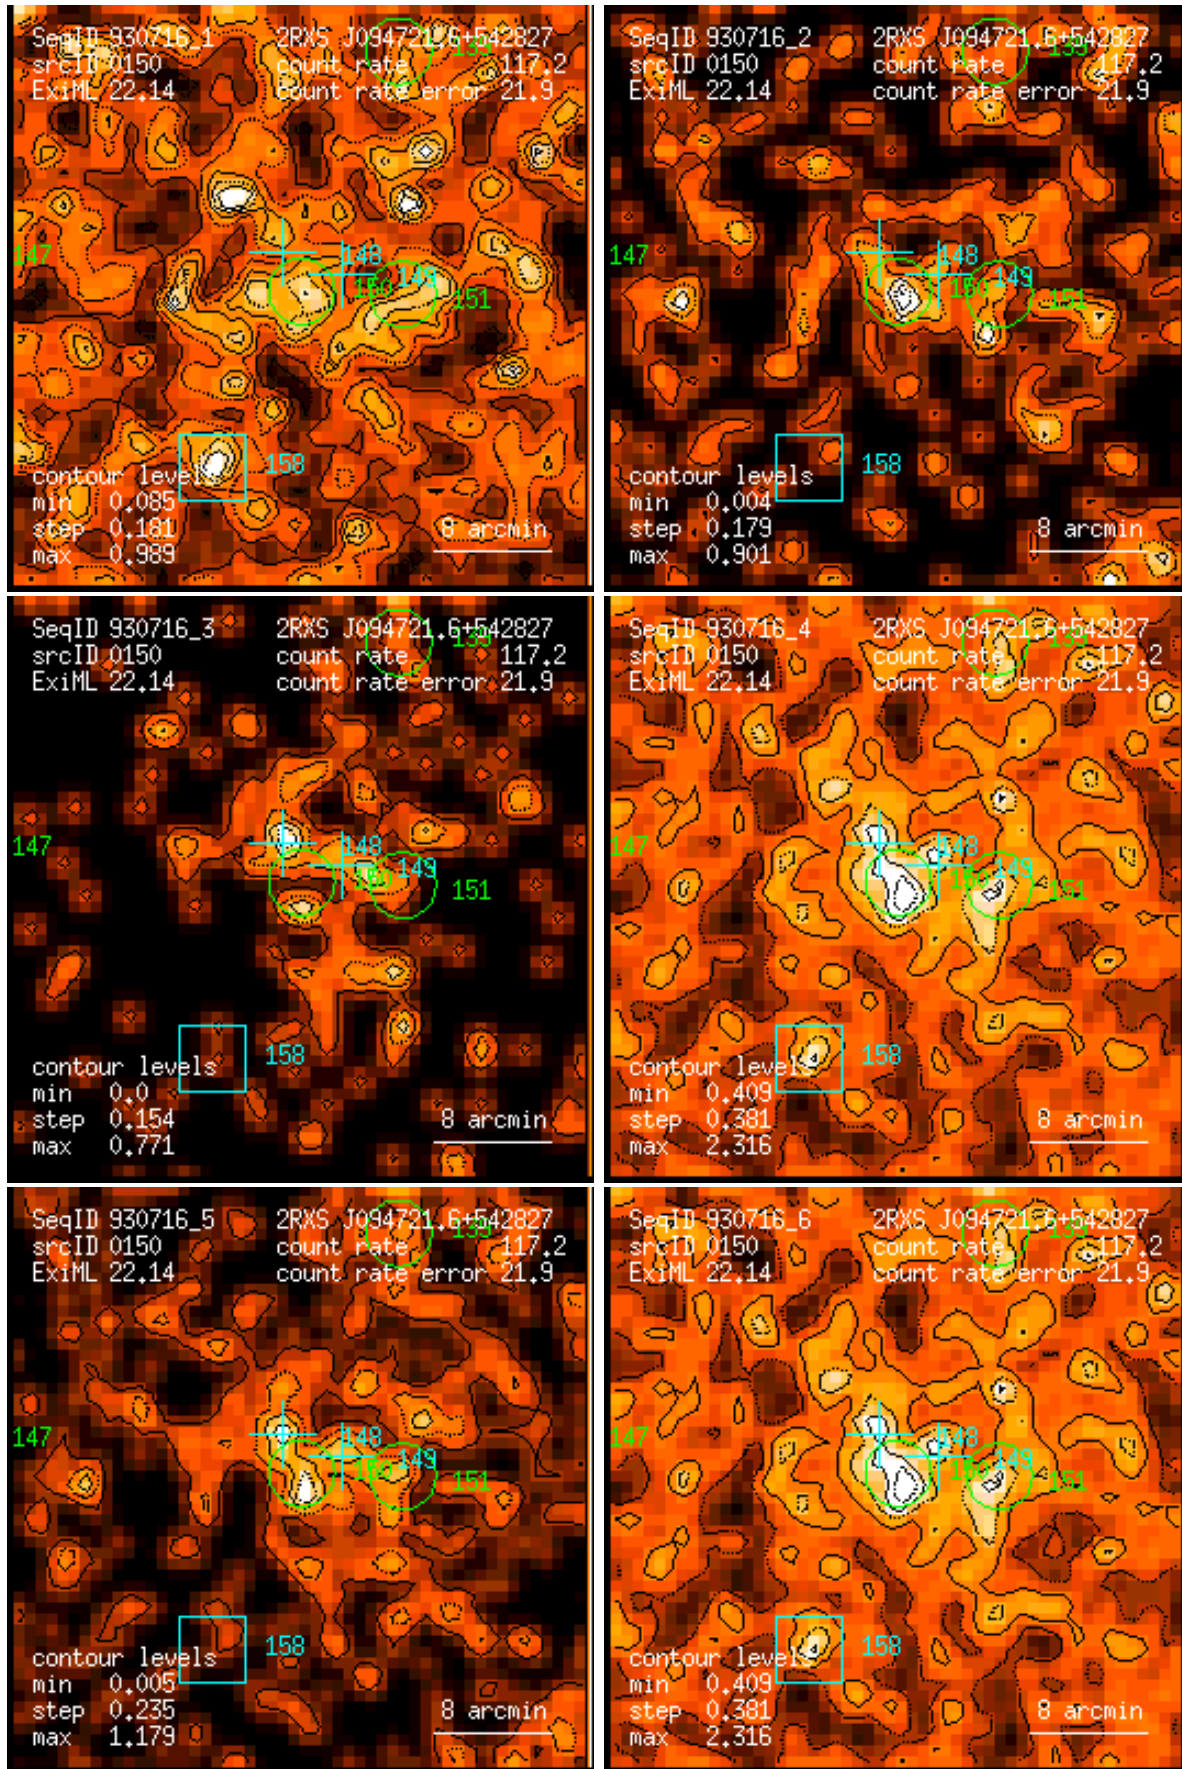 SeqID 930716_1 2RXS J094721.6+542827
srcID 0150 count rate 117.2
ExiML 22.14 count rate error 21.9
139
147
148
149
150
151
158
contour levels
min 0.085
step 0.181
max 0.989
8 arcmin
SeqID 930716_2 2RXS J094721.6+542827
srcID 0150 count rate 117.2
ExiML 22.14 count rate error 21.9
147
148
149
150
151
158
contour levels
min 0.004
step 0.179
max 0.901
8 arcmin
SeqID 930716_3 2RXS J094721.6+542827
srcID 0150 count rate 117.2
ExiML 22.14 count rate error 21.9
147
148
149
150
151
158
contour levels
min 0.0
step 0.154
max 0.771
8 arcmin
SeqID 930716_4 2RXS J094721.6+542827
srcID 0150 count rate 117.2
ExiML 22.14 count rate error 21.9
147
148
149
150
151
158
contour levels
min 0.409
step 0.381
max 2.316
8 arcmin
SeqID 930716_5 2RXS J094721.6+542827
srcID 0150 count rate 117.2
ExiML 22.14 count rate error 21.9
147
148
149
150
151
158
contour levels
min 0.005
step 0.235
max 1.179
8 arcmin
SeqID 930716_6 2RXS J094721.6+542827
srcID 0150 count rate 117.2
ExiML 22.14 count rate error 21.9
147
148
149
150
151
158
contour levels
min 0.409
step 0.381
max 2.316
8 arcmin